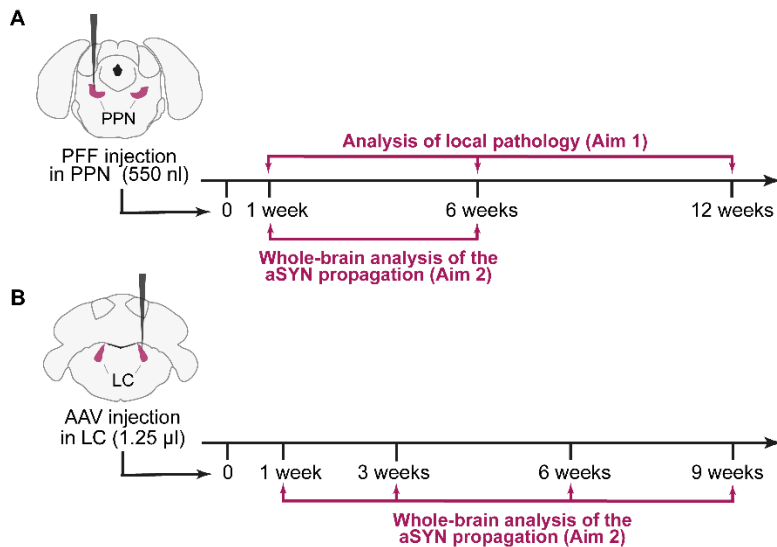 A
PPN
PFF injection
in PPN (550 nl)
Analysis of local pathology (Aim 1)
0
1 week
6 weeks
12 weeks
Whole-brain analysis of the
aSYN propagation (Aim 2)
B
LC
AAV injection
in LC (1.25 µl)
0
1 week
3 weeks
6 weeks
9 weeks
Whole-brain analysis of the
aSYN propagation (Aim 2)